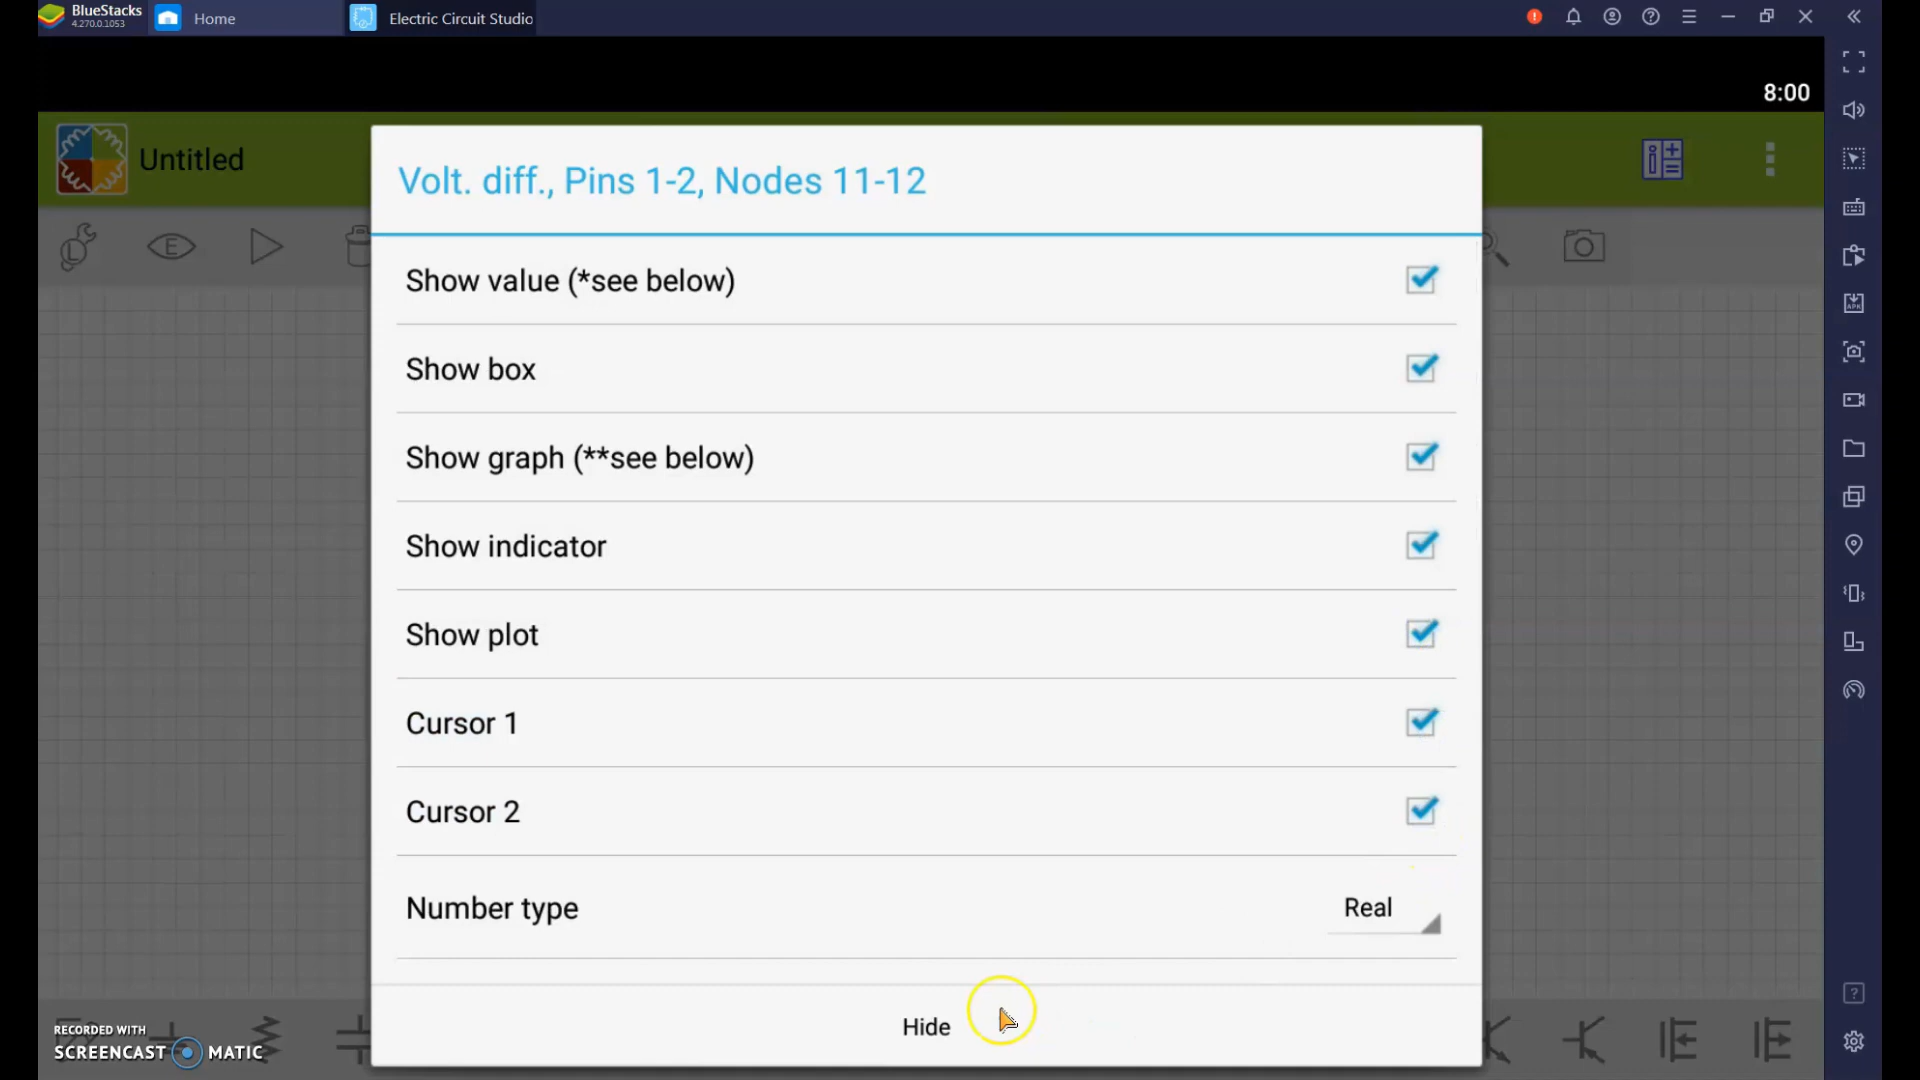 BlueStacks
4.270.0.1053
Home
Electric Circuit Studio
8:00
Untitled
Volt. diff., Pins 1-2, Nodes 11-12
Show value (*see below)
Show box
Show graph (**see below)
Show indicator
Show plot
Cursor 1
Cursor 2
Number type
Real
Hide
RECORDED WITH
SCREENCAST MATIC